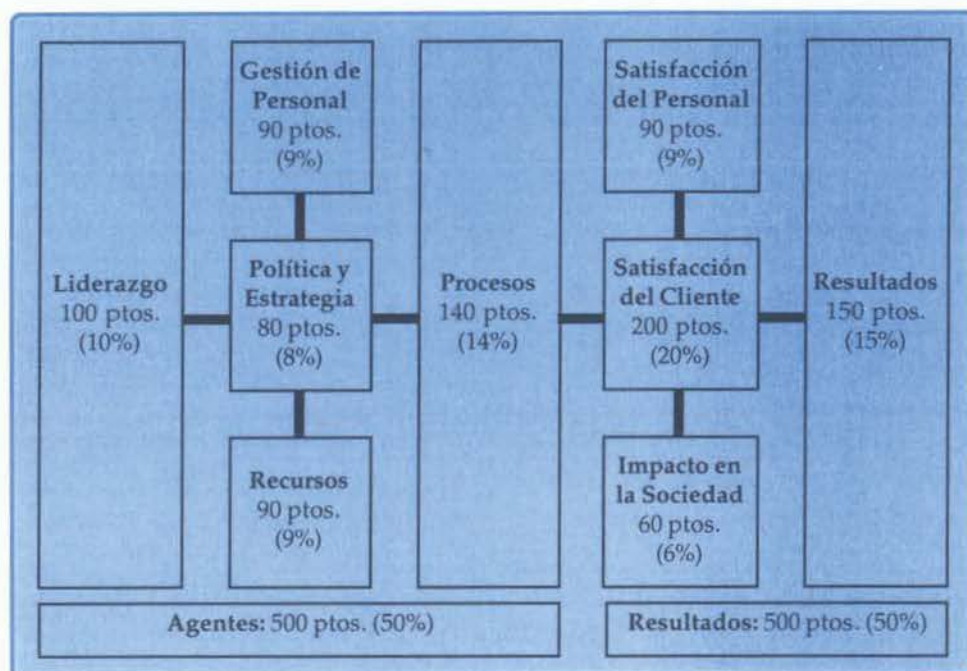 Liderazgo
100 ptos.
(10%)
Gestión de
Personal
90 ptos.
(9%)
Política y
Estrategia
80 ptos.
(8%)
Recursos
90 ptos.
(9%)
Procesos
140 ptos.
(14%)
Satisfacción
del Personal
90 ptos.
(9%)
Satisfacción
del Cliente
200 ptos.
(20%)
Impacto en
la Sociedad
60 ptos.
(6%)
Resultados
150 ptos.
(15%)
Agentes: 500 ptos. (50%)
Resultados: 500 ptos. (50%)